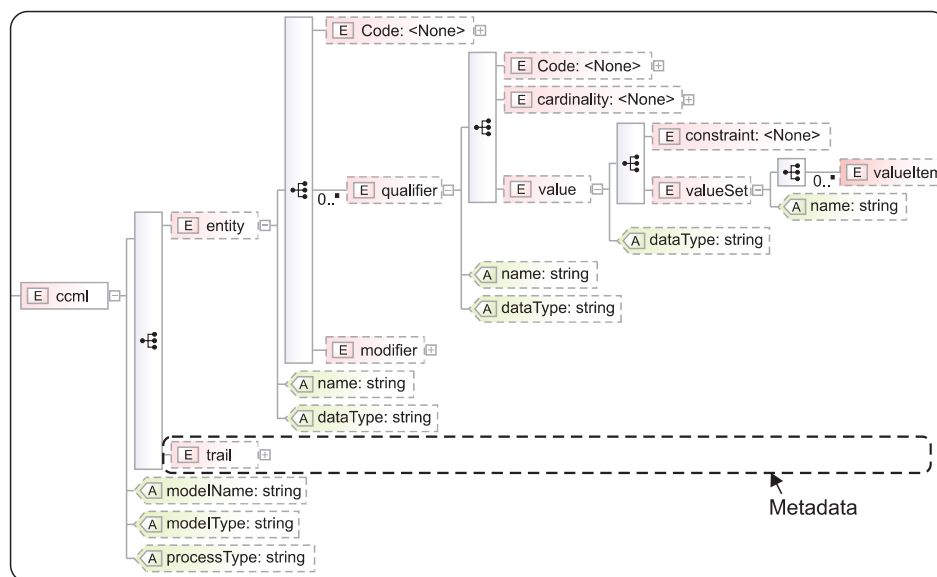 E Code: <None>
E Code: <None>
E cardinality: <None>
E constraint: <None>
0..▪ E qualifier
E value
E valueSet
0..▪ E valueItem
A name: string
E entity
A dataType: string
A name: string
E ccml
A dataType: string
E modifier
A name: string
A dataType: string
E trail
A modelName: string
Metadata
A modelType: string
A processType: string